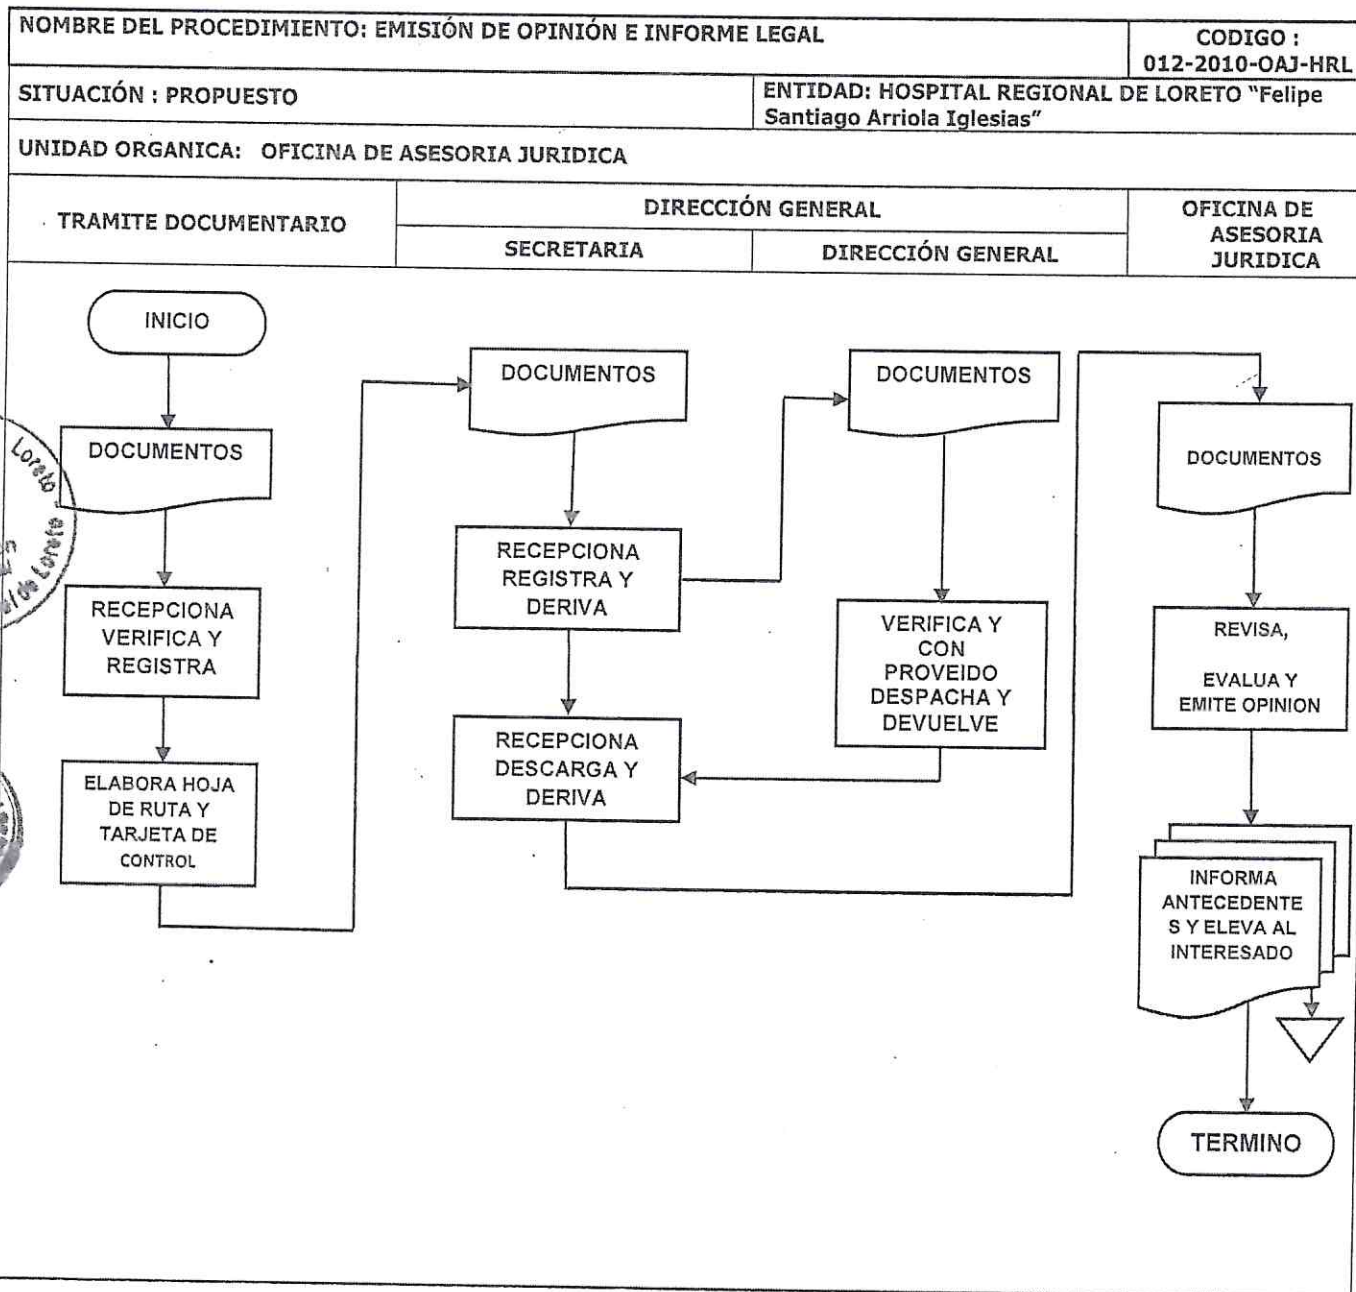 NOMBRE DEL PROCEDIMIENTO: EMISIÓN DE OPINIÓN E INFORME LEGAL
CODIGO :
012-2010-OAJ-HRL
SITUACIÓN : PROPUESTO
ENTIDAD: HOSPITAL REGIONAL DE LORETO "Felipe
Santiago Arriola Iglesias"
UNIDAD ORGANICA: OFICINA DE ASESORIA JURIDICA
TRAMITE DOCUMENTARIO
DIRECCIÓN GENERAL
SECRETARIA
DIRECCIÓN GENERAL
OFICINA DE
ASESORIA
JURIDICA
INICIO
DOCUMENTOS
RECEPCIONA
VERIFICA Y
REGISTRA
ELABORA HOJA
DE RUTA Y
TARJETA DE
CONTROL
DOCUMENTOS
RECEPCIONA
REGISTRA Y
DERIVA
RECEPCIONA
DESCARGA Y
DERIVA
DOCUMENTOS
VERIFICA Y
CON
PROVEIDO
DESPACHA Y
DEVUELVE
DOCUMENTOS
REVISA,
EVALUA Y
EMITE OPINION
INFORMA
ANTECEDENTE
S Y ELEVA AL
INTERESADO
TERMINO
Loreto -
de Loreto